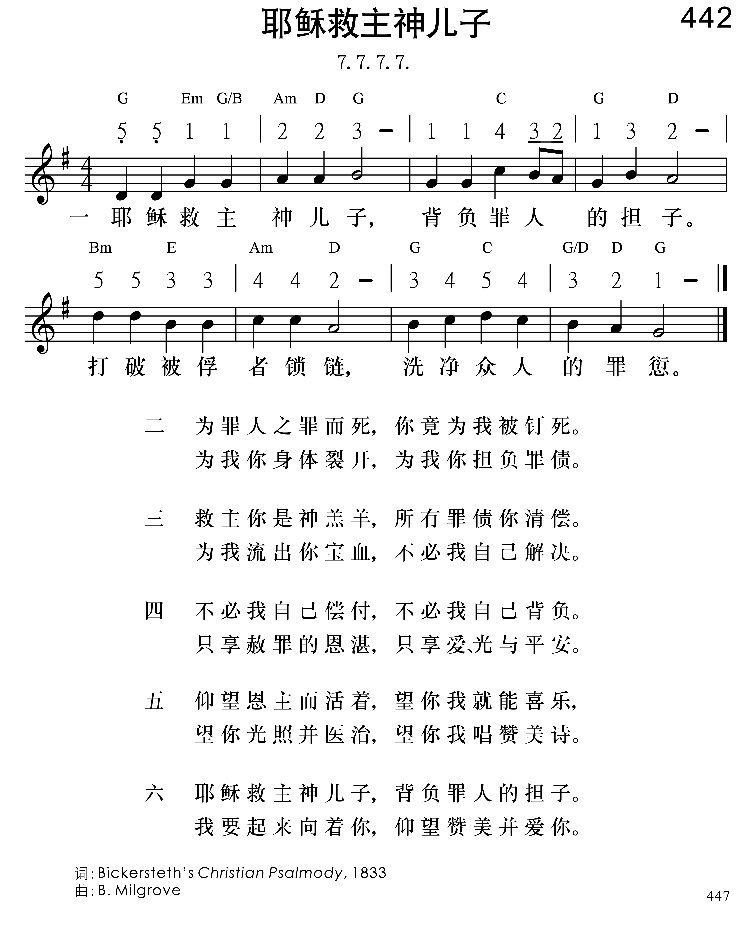 耶稣救主神儿子 442
7. 7. 7. 7.
G Em G/B Am D G C G D
5 5 1 1 | 2 2 3 – | 1 1 4 3 2 | 1 3 2 – |
4 4
一 耶 稣 救 主 神 儿 子, 背 负 罪 人 的 担 子。
Bm E Am D G C G/D D G
5 5 3 3 | 4 4 2 – | 3 4 5 4 | 3 2 1 – ‖
打 破 被 俘 者 锁 链, 洗 净 众 人 的 罪 愆。
二 为罪人之罪而死, 你竟为我被钉死。
为我你身体裂开, 为我你担负罪债。
三 救主你是神羔羊, 所有罪债你清偿。
为我流出你宝血, 不必我自己解决。
四 不必我自己偿付, 不必我自己背负。
只享赦罪的恩湛, 只享爱、光与平安。
五 仰望恩主而活着, 望你我就能喜乐,
望你光照并医治, 望你我唱赞美诗。
六 耶稣救主神儿子, 背负罪人的担子。
我要起来向着你, 仰望赞美并爱你。
词: Bickersteth's Christian Psalmody, 1833
曲: B. Milgrove
447